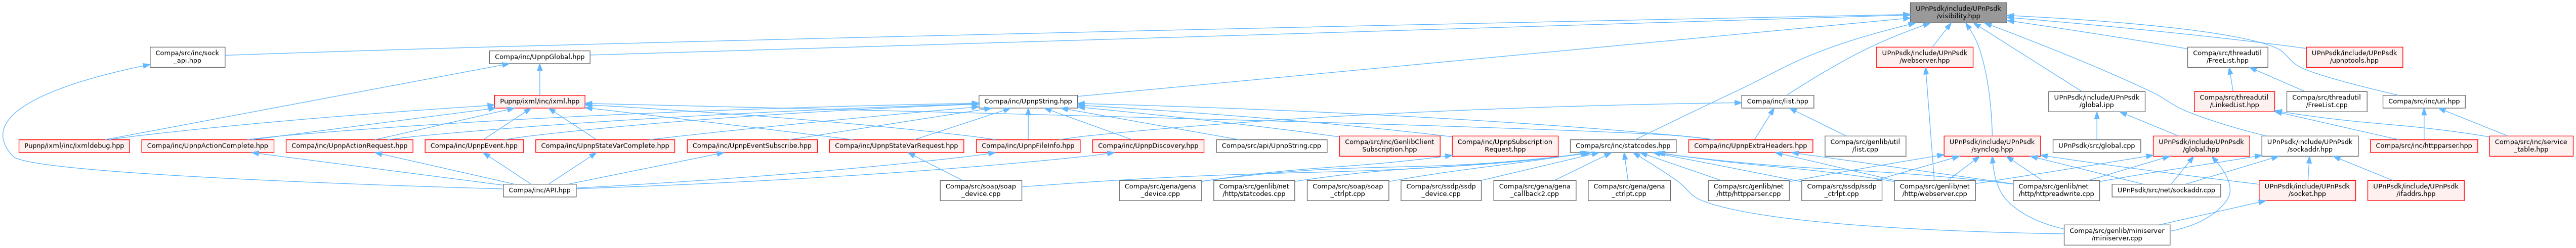 UPnPsdk/include/UPnPsdk
/visibility.hpp
Compa/src/inc/sock
_api.hpp
Compa/inc/UpnpGlobal.hpp
UPnPsdk/include/UPnPsdk
/webserver.hpp
Compa/src/threadutil
/FreeList.hpp
UPnPsdk/include/UPnPsdk
/upnptools.hpp
Pupnp/ixml/inc/ixml.hpp
Compa/inc/UpnpString.hpp
Compa/inc/list.hpp
UPnPsdk/include/UPnPsdk
/global.ipp
Compa/src/threadutil
/LinkedList.hpp
Compa/src/threadutil
/FreeList.cpp
Compa/src/inc/uri.hpp
Pupnp/ixml/inc/ixmldebug.hpp
Compa/inc/UpnpActionComplete.hpp
Compa/inc/UpnpActionRequest.hpp
Compa/inc/UpnpEvent.hpp
Compa/inc/UpnpStateVarComplete.hpp
Compa/inc/UpnpEventSubscribe.hpp
Compa/inc/UpnpStateVarRequest.hpp
Compa/inc/UpnpFileInfo.hpp
Compa/inc/UpnpDiscovery.hpp
Compa/src/api/UpnpString.cpp
Compa/src/inc/GenlibClient
Subscription.hpp
Compa/inc/UpnpSubscription
Request.hpp
Compa/src/inc/statcodes.hpp
Compa/inc/UpnpExtraHeaders.hpp
Compa/src/genlib/util
/list.cpp
UPnPsdk/include/UPnPsdk
/synclog.hpp
UPnPsdk/src/global.cpp
UPnPsdk/include/UPnPsdk
/global.hpp
UPnPsdk/include/UPnPsdk
/sockaddr.hpp
Compa/src/inc/httpparser.hpp
Compa/src/inc/service
_table.hpp
Compa/inc/API.hpp
Compa/src/soap/soap
_device.cpp
Compa/src/gena/gena
_device.cpp
Compa/src/genlib/net
/http/statcodes.cpp
Compa/src/soap/soap
_ctrlpt.cpp
Compa/src/ssdp/ssdp
_device.cpp
Compa/src/gena/gena
_callback2.cpp
Compa/src/gena/gena
_ctrlpt.cpp
Compa/src/genlib/net
/http/httpparser.cpp
Compa/src/ssdp/ssdp
_ctrlpt.cpp
Compa/src/genlib/net
/http/webserver.cpp
Compa/src/genlib/net
/http/httpreadwrite.cpp
UPnPsdk/src/net/sockaddr.cpp
UPnPsdk/include/UPnPsdk
/socket.hpp
UPnPsdk/include/UPnPsdk
/ifaddrs.hpp
Compa/src/genlib/miniserver
/miniserver.cpp